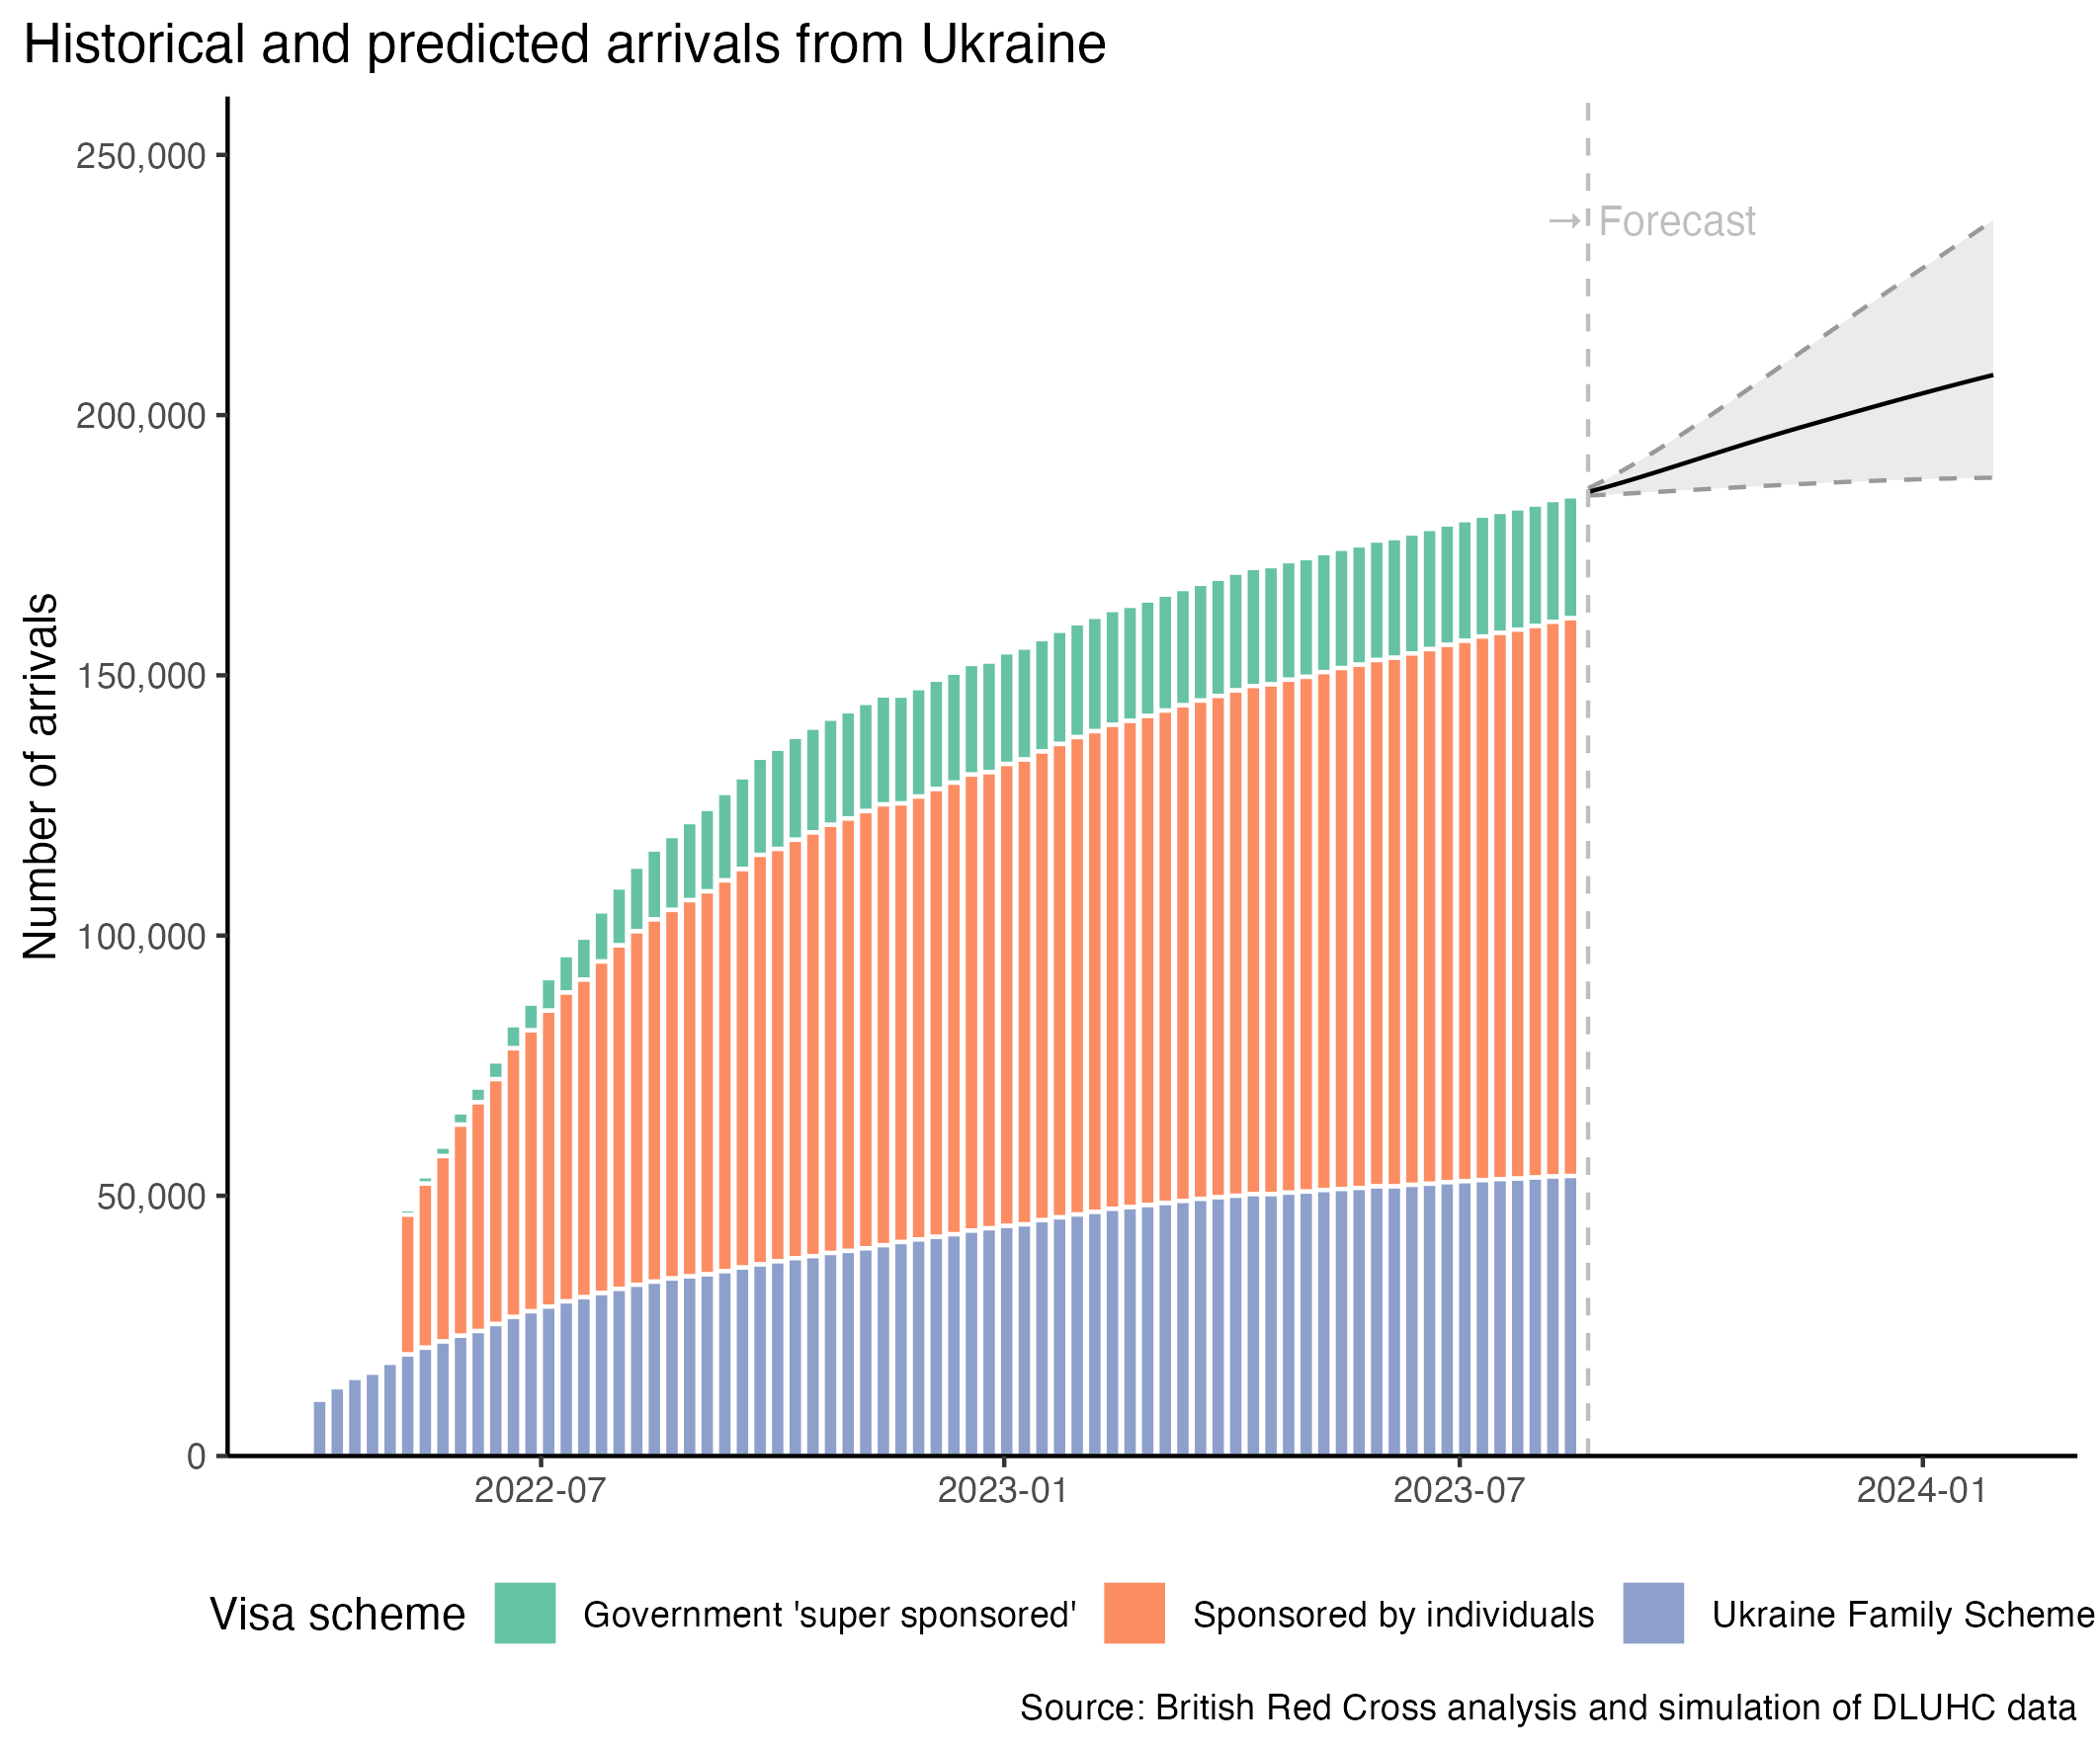 Historical and predicted arrivals from Ukraine
Number of arrivals
250,000
200,000
150,000
100,000
50,000
0
→ Forecast
2022-07
2023-01
2023-07
2024-01
Visa scheme
Government 'super sponsored'
Sponsored by individuals
Ukraine Family Scheme
Source: British Red Cross analysis and simulation of DLUHC data